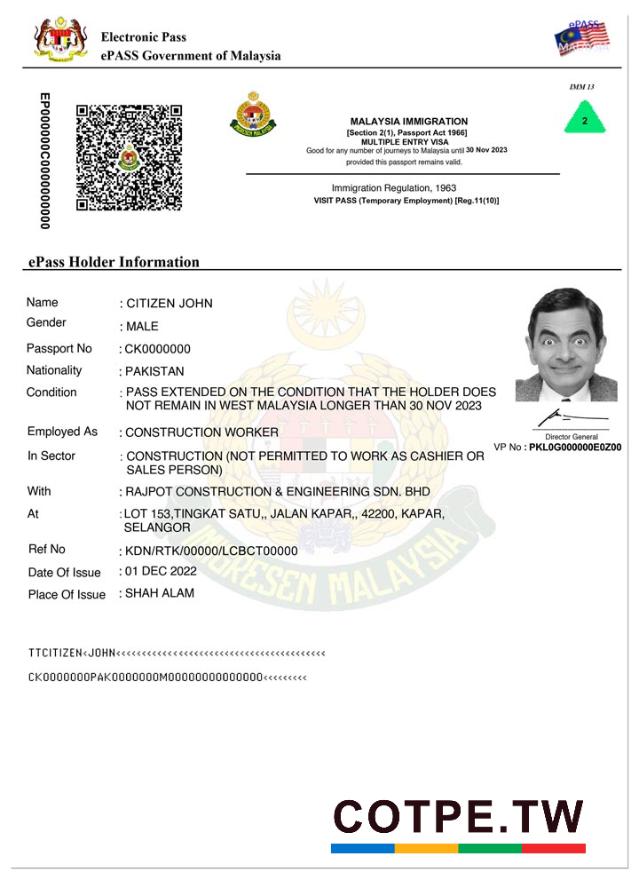 Electronic Pass
ePASS Government of Malaysia
ePASS
MALAYSIA
IMM 13
EP000000C0000000000
2
MALAYSIA IMMIGRATION
[Section 2(1), Passport Act 1966]
MULTIPLE ENTRY VISA
Good for any number of journeys to Malaysia until 30 Nov 2023
provided this passport remains valid.
Immigration Regulation, 1963
VISIT PASS (Temporary Employment) [Reg.11(10)]
ePass Holder Information
Name : CITIZEN JOHN
Gender : MALE
Passport No : CK0000000
Nationality : PAKISTAN
Condition : PASS EXTENDED ON THE CONDITION THAT THE HOLDER DOES
NOT REMAIN IN WEST MALAYSIA LONGER THAN 30 NOV 2023
Employed As : CONSTRUCTION WORKER
Director General
VP No : PKL0G000000E0Z00
In Sector : CONSTRUCTION (NOT PERMITTED TO WORK AS CASHIER OR
SALES PERSON)
With : RAJPOT CONSTRUCTION & ENGINEERING SDN. BHD
At : LOT 153,TINGKAT SATU,, JALAN KAPAR,, 42200, KAPAR,
SELANGOR
Ref No : KDN/RTK/00000/LCBCT00000
Date Of Issue : 01 DEC 2022
Place Of Issue : SHAH ALAM
IMIGRESEN MALAYSIA
TTCITIZEN<JOHN<<<<<<<<<<<<<<<<<<<<<<<<<<<<<<<<<<<<<<<<<
CK0000000PAK0000000M00000000000000<<<<<<<<<
COTPE.TW